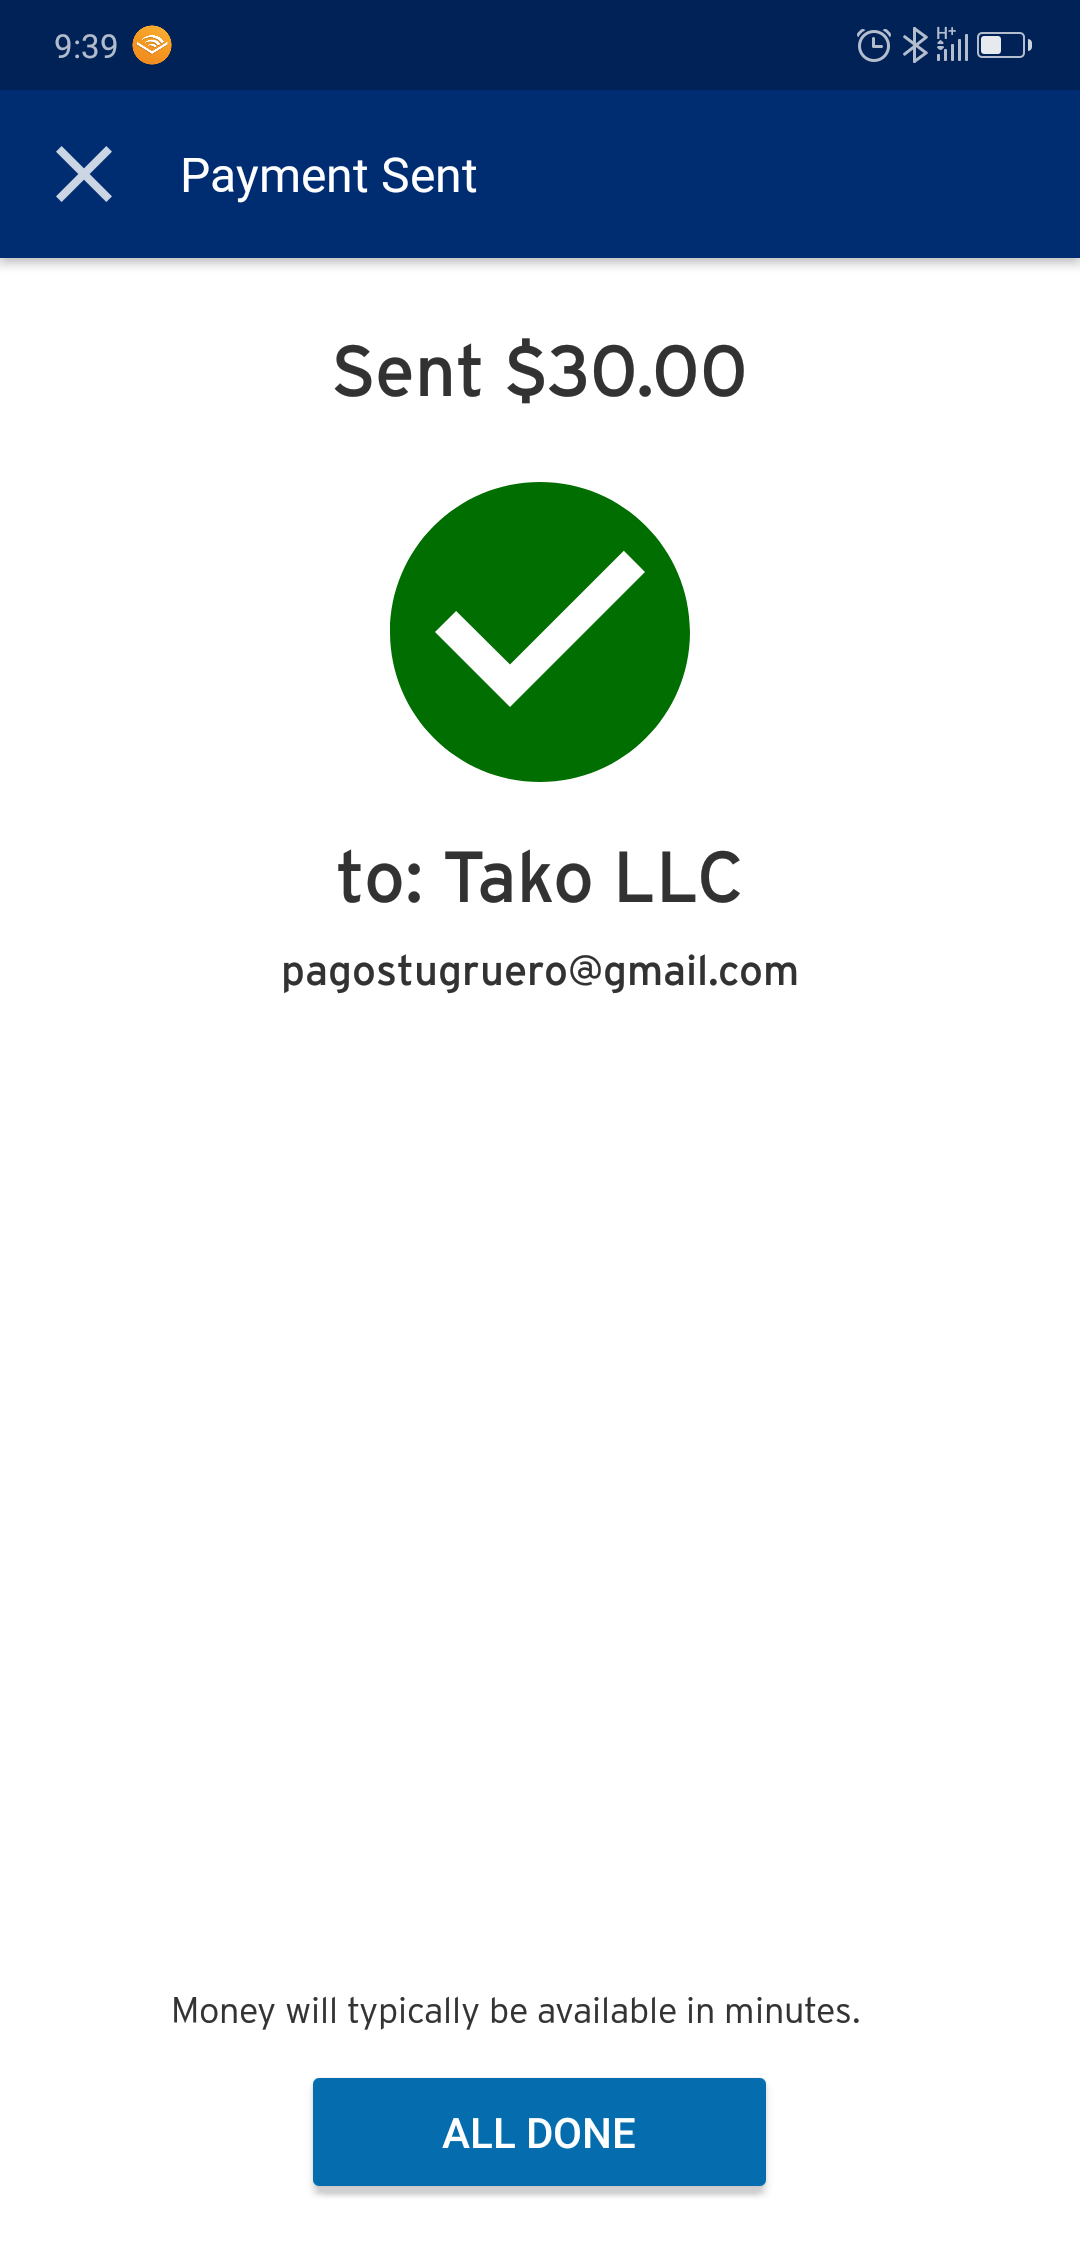 9:39
H+
Payment Sent
Sent $30.00
to: Tako LLC
pagostugruero@gmail.com
Money will typically be available in minutes.
ALL DONE